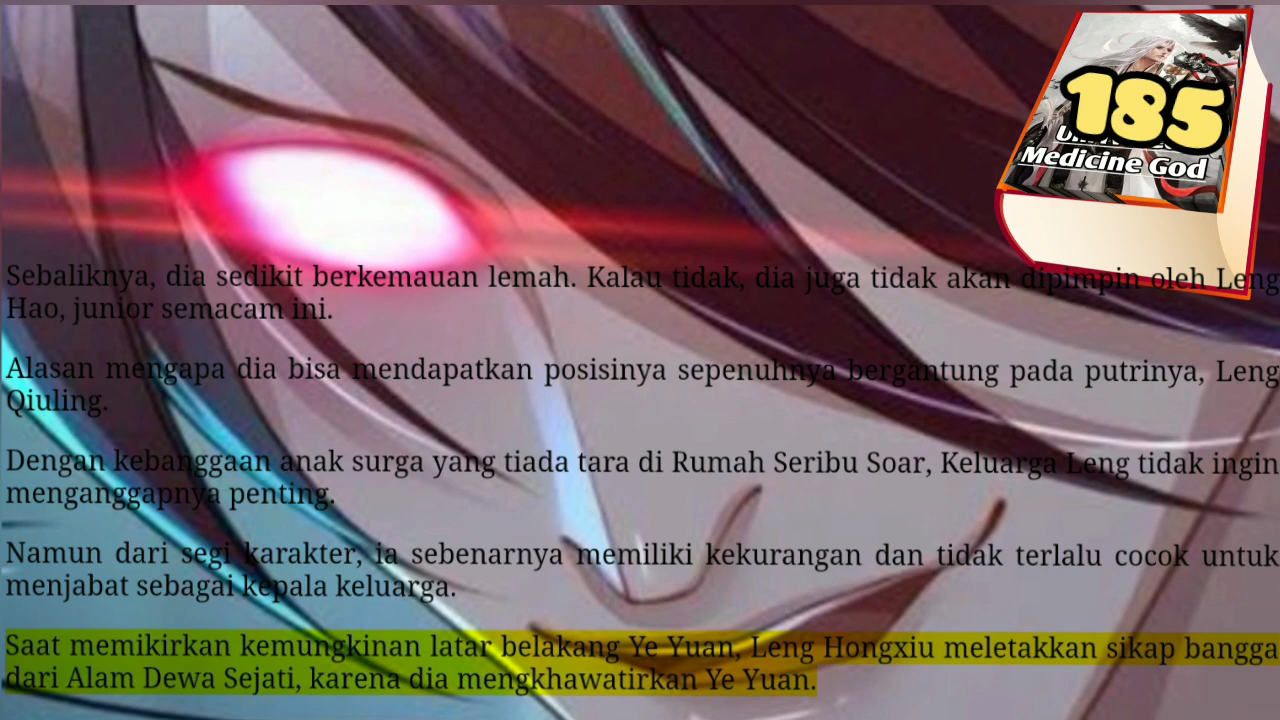 185
Medicine God
Sebaliknya, dia sedikit berkemauan lemah. Kalau tidak, dia juga tidak akan dipimpin oleh Leng
Hao, junior semacam ini.
Alasan mengapa dia bisa mendapatkan posisinya sepenuhnya bergantung pada putrinya, Leng
Qiuling.
Dengan kebanggaan anak surga yang tiada tara di Rumah Seribu Soar, Keluarga Leng tidak ingin
menganggapnya penting.
Namun dari segi karakter, ia sebenarnya memiliki kekurangan dan tidak terlalu cocok untuk
menjabat sebagai kepala keluarga.
Saat memikirkan kemungkinan latar belakang Ye Yuan, Leng Hongxiu meletakkan sikap bangga
dari Alam Dewa Sejati, karena dia mengkhawatirkan Ye Yuan.